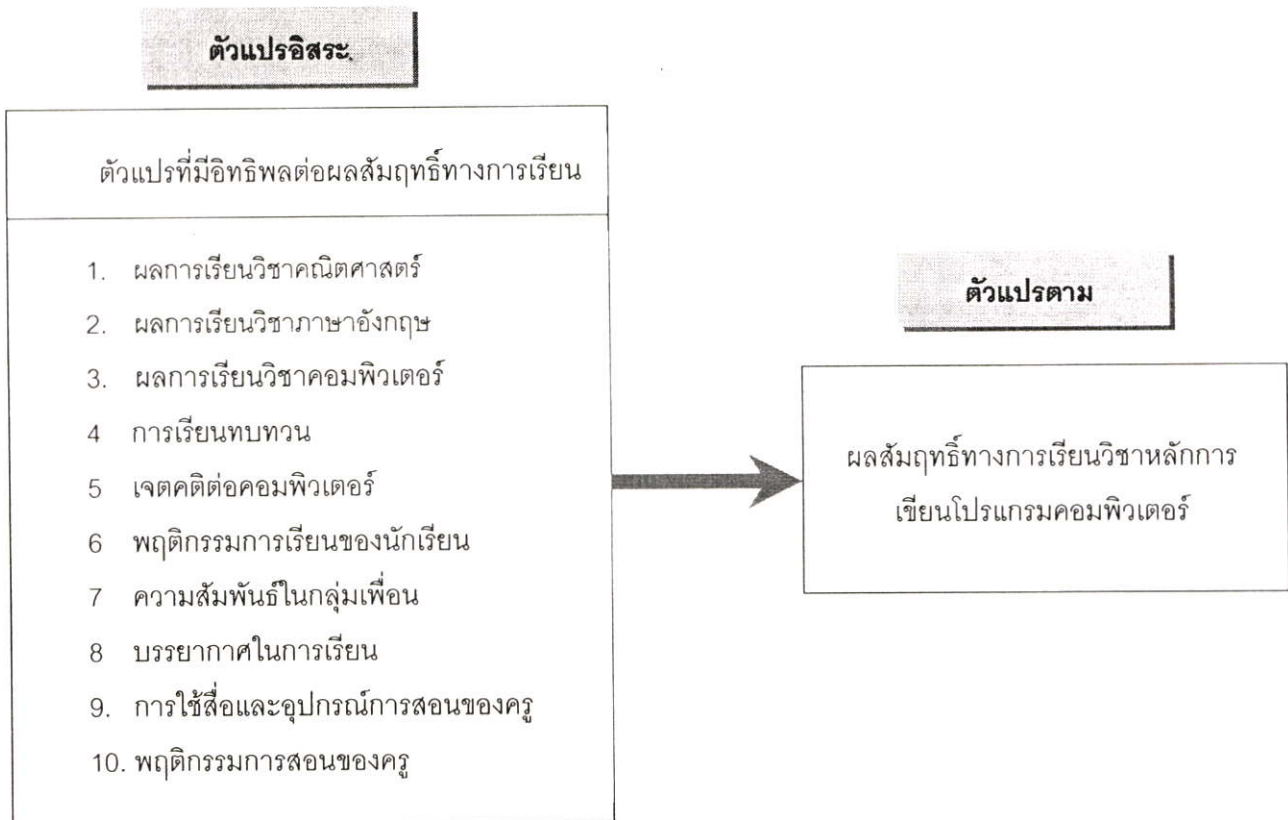 ตัวแปรอิสระ
ตัวแปรที่มีอิทธิพลต่อผลสัมฤทธิ์ทางการเรียน
1. ผลการเรียนวิชาคณิตศาสตร์
2. ผลการเรียนวิชาภาษาอังกฤษ
3. ผลการเรียนวิชาคอมพิวเตอร์
4 การเรียนทบทวน
5 เจตคติต่อคอมพิวเตอร์
6 พฤติกรรมการเรียนของนักเรียน
7 ความสัมพันธ์ในกลุ่มเพื่อน
8 บรรยากาศในการเรียน
9. การใช้สื่อและอุปกรณ์การสอนของครู
10. พฤติกรรมการสอนของครู
ตัวแปรตาม
ผลสัมฤทธิ์ทางการเรียนวิชาหลักการ
เขียนโปรแกรมคอมพิวเตอร์